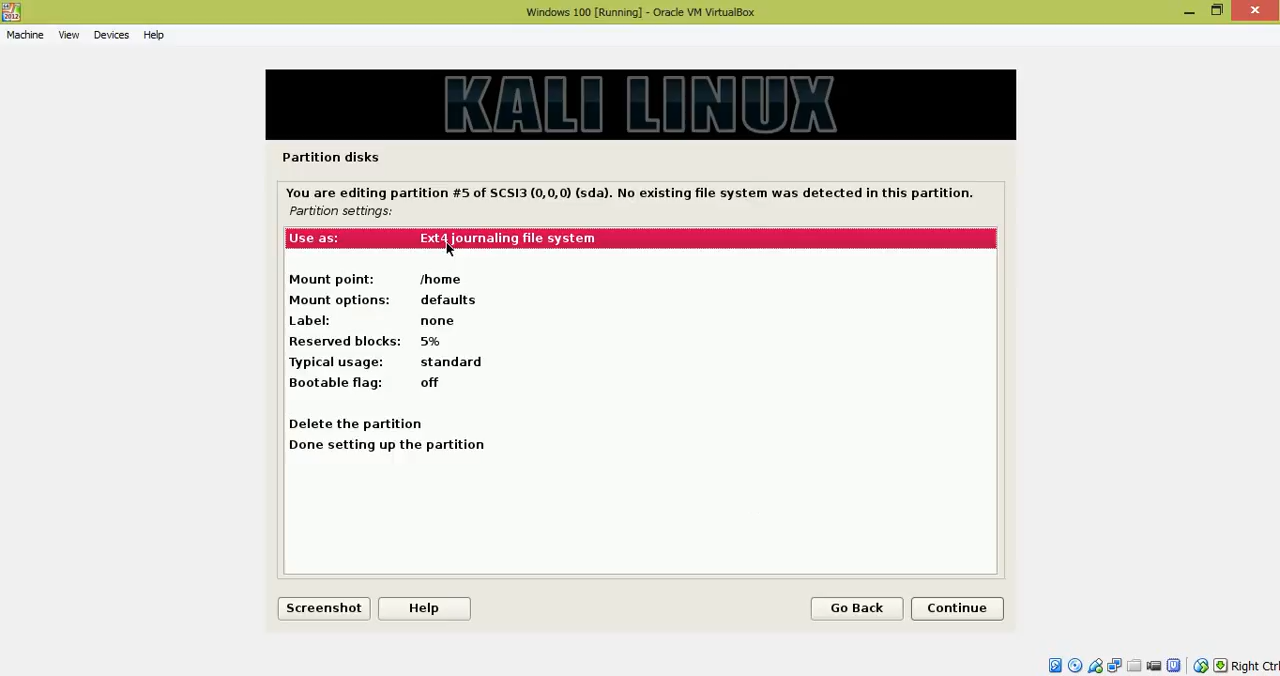 2012
Windows 100 [Running] - Oracle VM VirtualBox
Machine View Devices Help
KALI LINUX
Partition disks
You are editing partition #5 of SCSI3 (0,0,0) (sda). No existing file system was detected in this partition.
Partition settings:
Use as: Ext4 journaling file system
Mount point: /home
Mount options: defaults
Label: none
Reserved blocks: 5%
Typical usage: standard
Bootable flag: off
Delete the partition
Done setting up the partition
Screenshot Help Go Back Continue
Right Ctrl